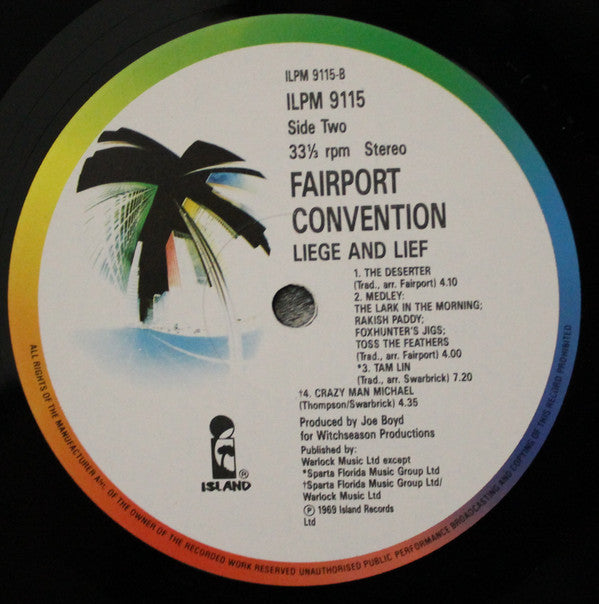 ILPM 9115-B
ILPM 9115
Side Two
33⅓ rpm Stereo
FAIRPORT
CONVENTION
LIEGE AND LIEF
1. THE DESERTER
(Trad., arr. Fairport) 4.10
2. MEDLEY:
THE LARK IN THE MORNING;
RAKISH PADDY;
FOXHUNTER'S JIGS;
TOSS THE FEATHERS
(Trad., arr. Fairport) 4.00
*3. TAM LIN
(Trad., arr. Swarbrick) 7.20
†4. CRAZY MAN MICHAEL
(Thompson/Swarbrick) 4.35
Produced by Joe Boyd
for Witchseason Productions
Published by:
Warlock Music Ltd except
*Sparta Florida Music Group Ltd
†Sparta Florida Music Group Ltd/
Warlock Music Ltd
℗ 1969 Island Records
Ltd
ISLAND ®
ALL RIGHTS OF THE MANUFACTURER AND OF THE OWNER OF THE RECORDED WORK RESERVED UNAUTHORISED PUBLIC PERFORMANCE BROADCASTING AND COPYING OF THIS RECORD PROHIBITED